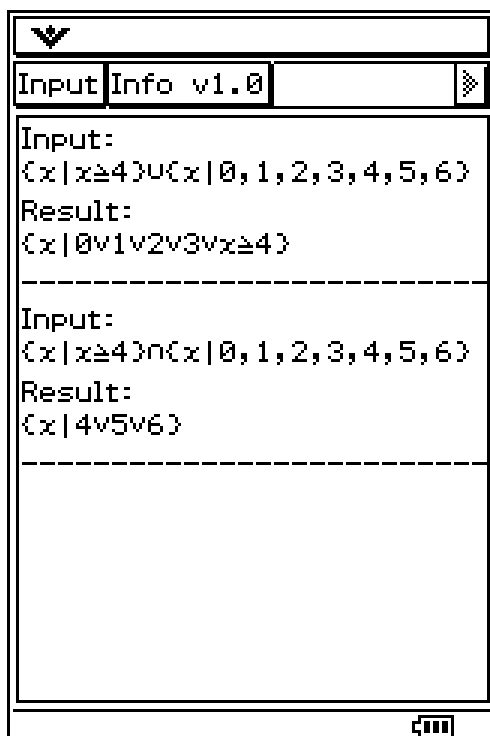 Input Info v1.0
Input:
{x|x≥4}∪{x|0,1,2,3,4,5,6}
Result:
{x|0∨1∨2∨3∨x≥4}
Input:
{x|x≥4}∩{x|0,1,2,3,4,5,6}
Result:
{x|4∨5∨6}